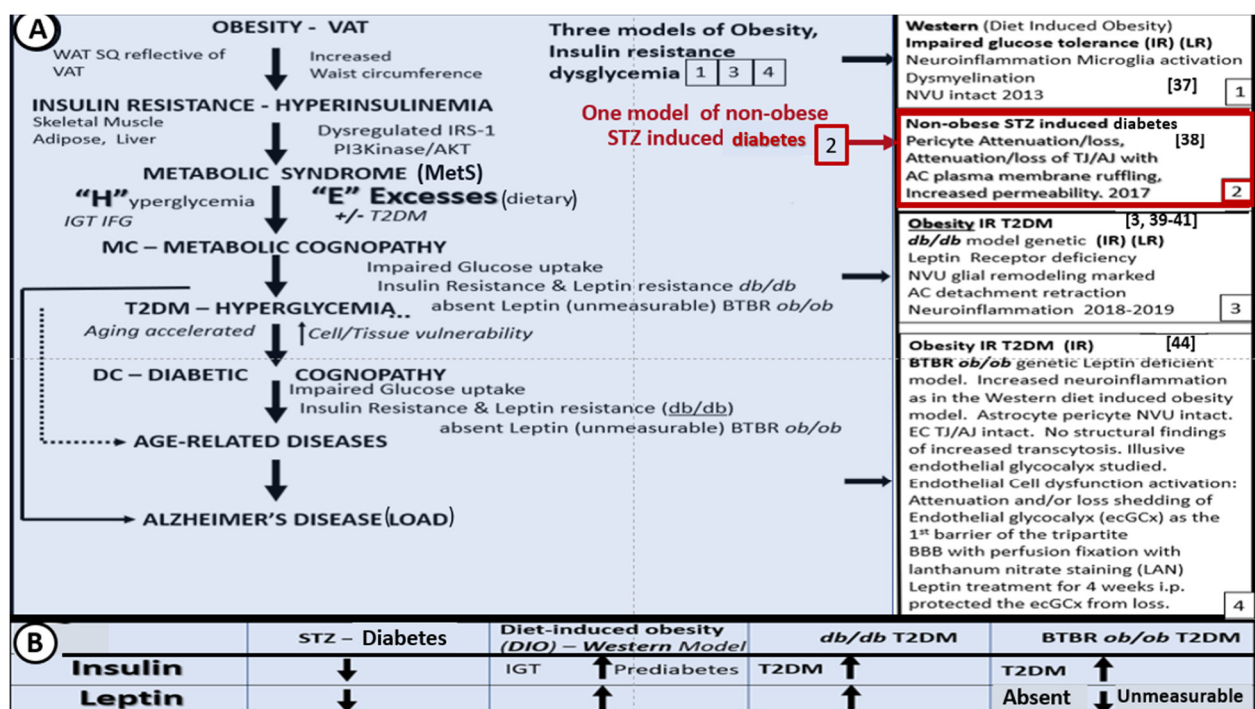 A
OBESITY - VAT
WAT SQ reflective of
VAT
Increased
Waist circumference
INSULIN RESISTANCE - HYPERINSULINEMIA
Skeletal Muscle
Adipose, Liver
Dysregulated IRS-1
PI3Kinase/AKT
METABOLIC SYNDROME (MetS)
"H"yperglycemia
IGT IFG
"E" Excesses (dietary)
+/- T2DM
MC – METABOLIC COGNOPATHY
Impaired Glucose uptake
Insulin Resistance & Leptin resistance db/db
absent Leptin (unmeasurable) BTBR ob/ob
T2DM – HYPERGLYCEMIA..
Aging accelerated
Cell/Tissue vulnerability
DC – DIABETIC COGNOPATHY
Impaired Glucose uptake
Insulin Resistance & Leptin resistance (db/db)
absent Leptin (unmeasurable) BTBR ob/ob
AGE-RELATED DISEASES
ALZHEIMER'S DISEASE (LOAD)
Three models of Obesity,
Insulin resistance
dysglycemia 1 3 4
One model of non-obese
STZ induced diabetes 2
Western (Diet Induced Obesity)
Impaired glucose tolerance (IR) (LR)
Neuroinflammation Microglia activation
Dysmyelination
NVU intact 2013 [37] 1
Non-obese STZ induced diabetes
Pericyte Attenuation/loss, [38]
Attenuation/loss of TJ/AJ with
AC plasma membrane ruffling,
Increased permeability. 2017 2
[3, 39-41]
Obesity IR T2DM
db/db model genetic (IR) (LR)
Leptin Receptor deficiency
NVU glial remodeling marked
AC detachment retraction
Neuroinflammation 2018-2019 3
Obesity IR T2DM (IR) [44]
BTBR ob/ob genetic Leptin deficient
model. Increased neuroinflammation
as in the Western diet induced obesity
model. Astrocyte pericyte NVU intact.
EC TJ/AJ intact. No structural findings
of increased transcytosis. Illusive
endothelial glycocalyx studied.
Endothelial Cell dysfunction activation:
Attenuation and/or loss shedding of
Endothelial glycocalyx (ecGCx) as the
1st barrier of the tripartite
BBB with perfusion fixation with
lanthanum nitrate staining (LAN)
Leptin treatment for 4 weeks i.p.
protected the ecGCx from loss. 4
B
STZ – Diabetes
Diet-induced obesity
(DIO) – Western Model
db/db T2DM
BTBR ob/ob T2DM
Insulin IGT Prediabetes T2DM T2DM
Leptin Absent Unmeasurable